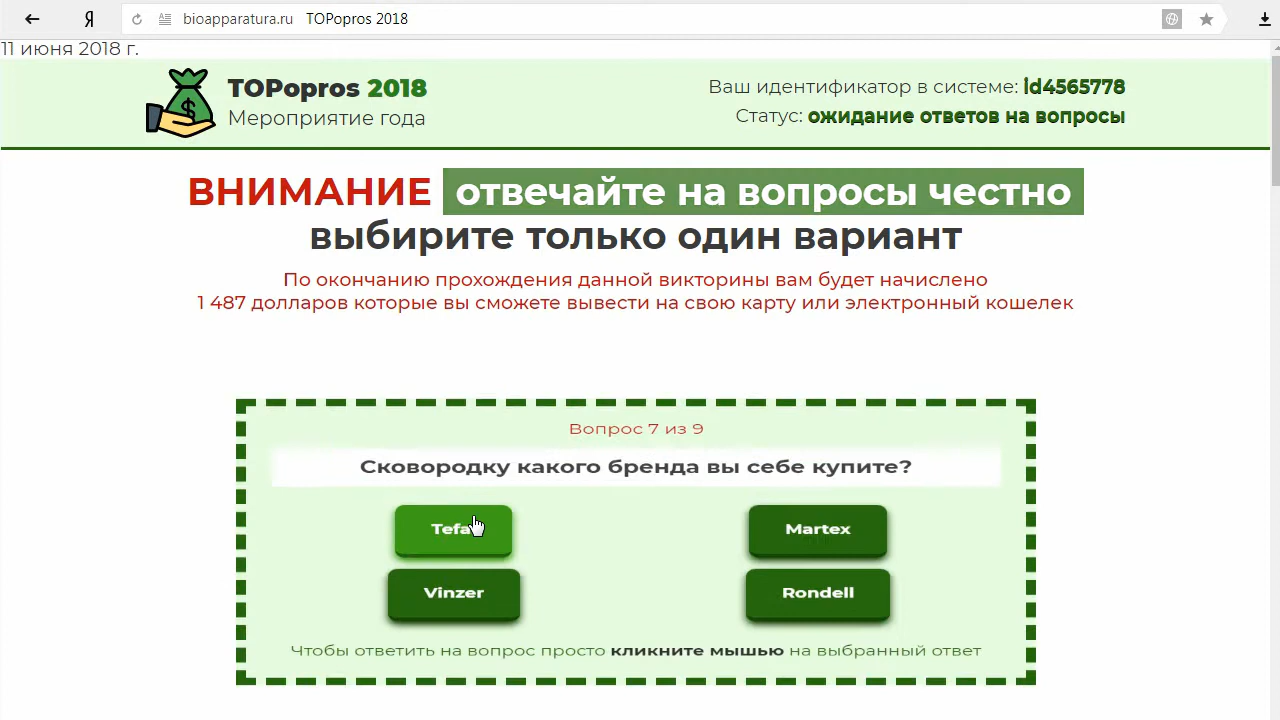 Я bioapparatura.ru TOPopros 2018
11 июня 2018 г.
TOPopros 2018
Мероприятие года
Ваш идентификатор в системе: id4565778
Статус: ожидание ответов на вопросы
ВНИМАНИЕ отвечайте на вопросы честно
выбирите только один вариант
По окончанию прохождения данной викторины вам будет начислено
1 487 долларов которые вы сможете вывести на свою карту или электронный кошелек
Вопрос 7 из 9
Сковородку какого бренда вы себе купите?
Tefal Martex
Vinzer Rondell
Чтобы ответить на вопрос просто кликните мышью на выбранный ответ